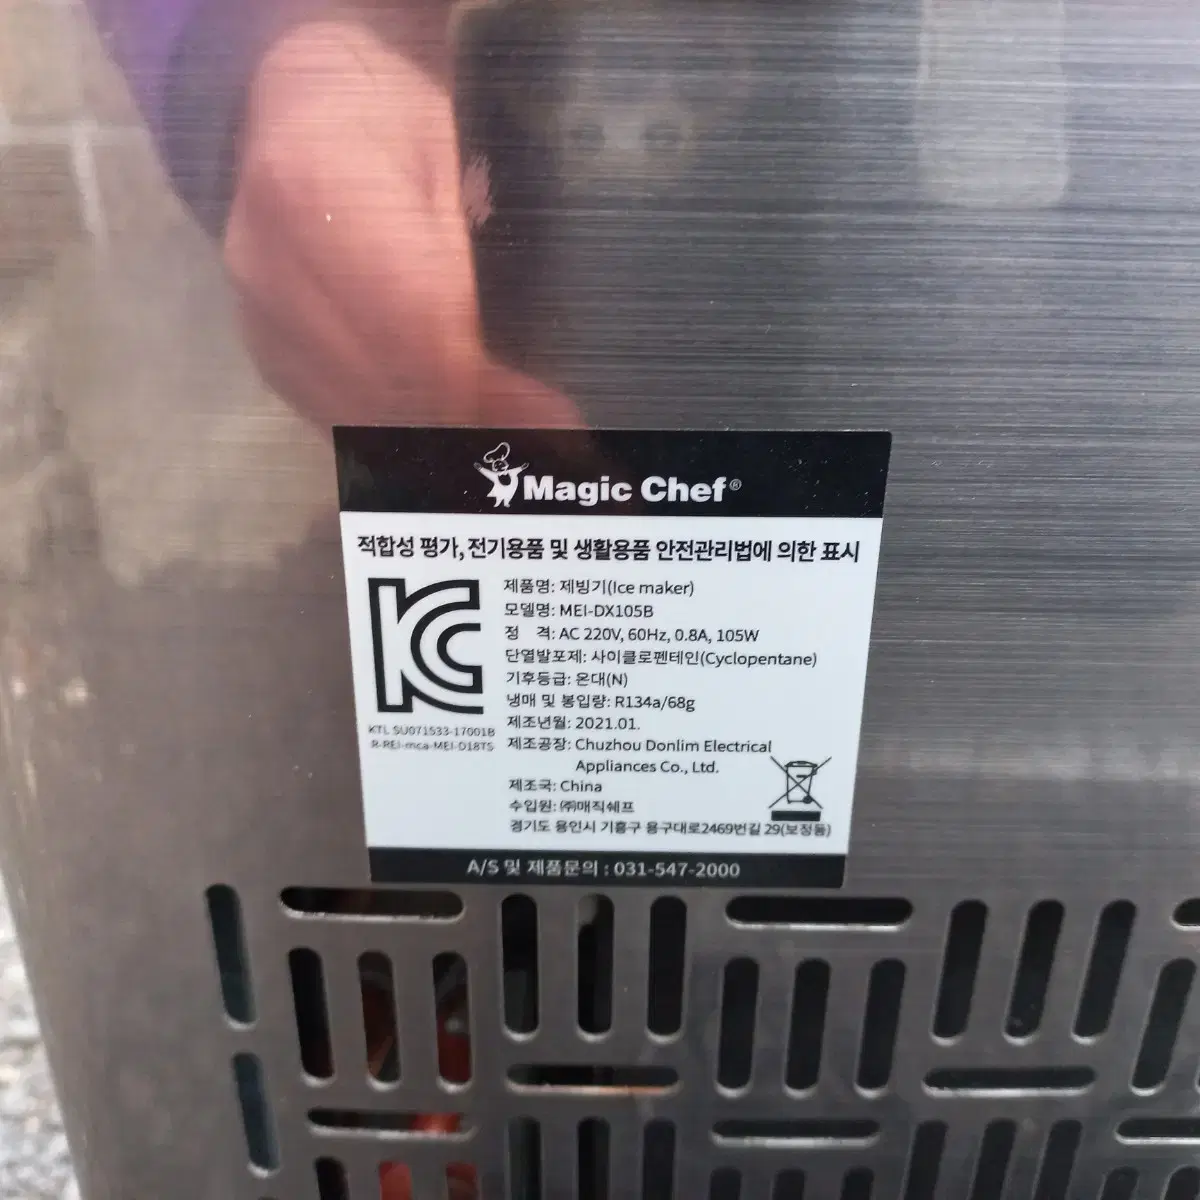 Magic Chef®
적합성 평가, 전기용품 및 생활용품 안전관리법에 의한 표시
제품명: 제빙기(Ice maker)
모델명: MEI-DX105B
정 격: AC 220V, 60Hz, 0.8A, 105W
단열발포제: 사이클로펜테인(Cyclopentane)
기후등급: 온대(N)
냉매 및 봉입량: R134a/68g
제조년월: 2021.01.
제조공장: Chuzhou Donlim Electrical
Appliances Co., Ltd.
제조국: China
수입원: ㈜매직쉐프
경기도 용인시 기흥구 용구대로2469번길 29(보정동)
KC
KTL SU071533-17001B
R-REI-mca-MEI-D18TS
A/S 및 제품문의 : 031-547-2000